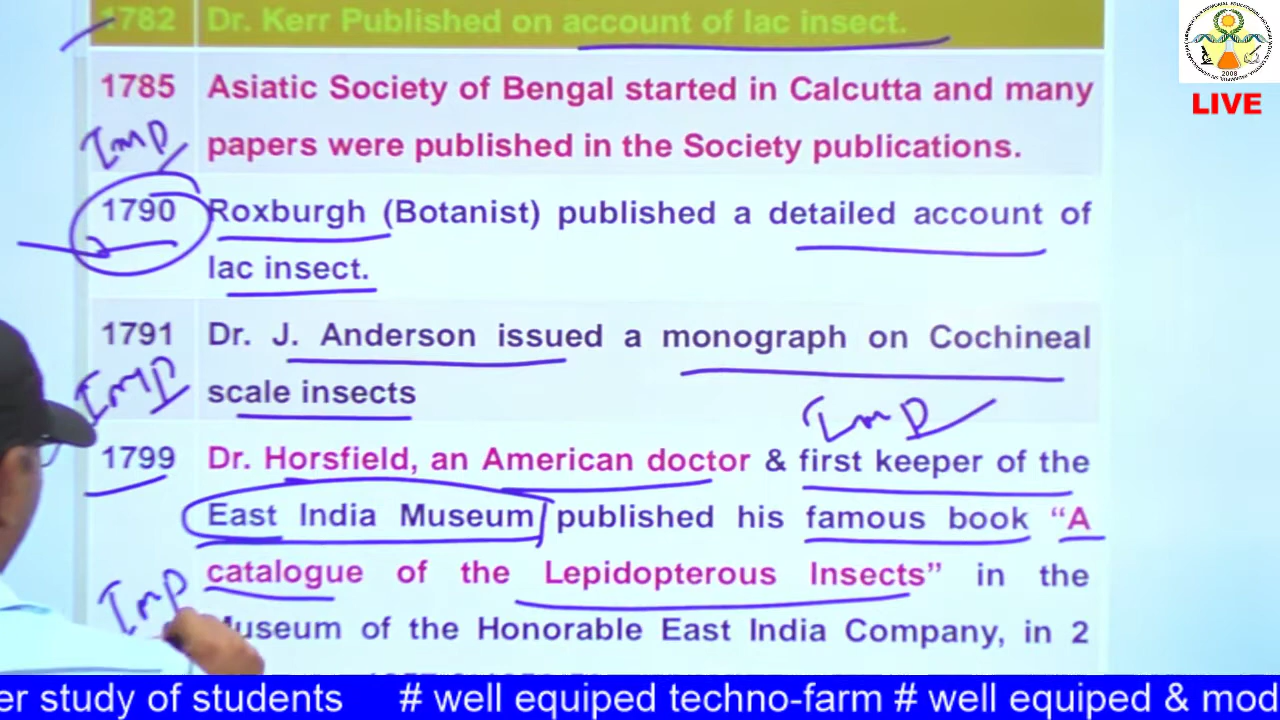 1782 Dr. Kerr Published on account of lac insect.
LIVE
1785 Asiatic Society of Bengal started in Calcutta and many
papers were published in the Society publications.
Imp
1790 Roxburgh (Botanist) published a detailed account of
lac insect.
1791 Dr. J. Anderson issued a monograph on Cochineal
scale insects
Imp
Imp
1799 Dr. Horsfield, an American doctor & first keeper of the
East India Museum published his famous book “A
catalogue of the Lepidopterous Insects” in the
Imp
Museum of the Honorable East India Company, in 2
er study of students # well equiped techno-farm # well equiped & mod